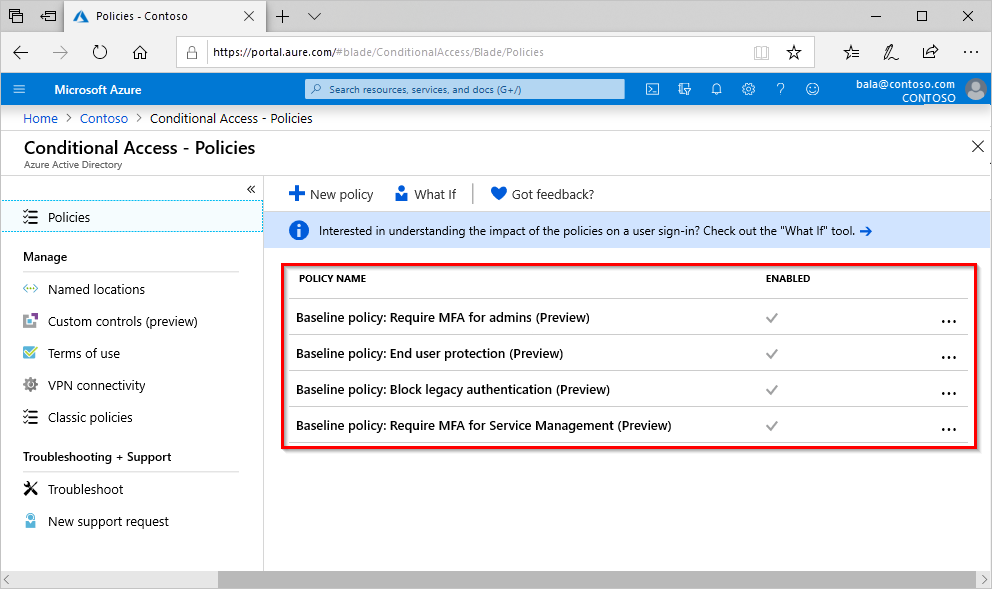 Policies - Contoso
https://portal.aure.com/#blade/ConditionalAccess/Blade/Policies
Microsoft Azure
Search resources, services, and docs (G+/)
bala@contoso.com
CONTOSO
Home > Contoso > Conditional Access - Policies
Conditional Access - Policies
Azure Active Directory
«
Policies
Manage
Named locations
Custom controls (preview)
Terms of use
VPN connectivity
Classic policies
Troubleshooting + Support
Troubleshoot
New support request
New policy What If Got feedback?
Interested in understanding the impact of the policies on a user sign-in? Check out the "What If" tool. →
POLICY NAME ENABLED
Baseline policy: Require MFA for admins (Preview)
Baseline policy: End user protection (Preview)
Baseline policy: Block legacy authentication (Preview)
Baseline policy: Require MFA for Service Management (Preview)